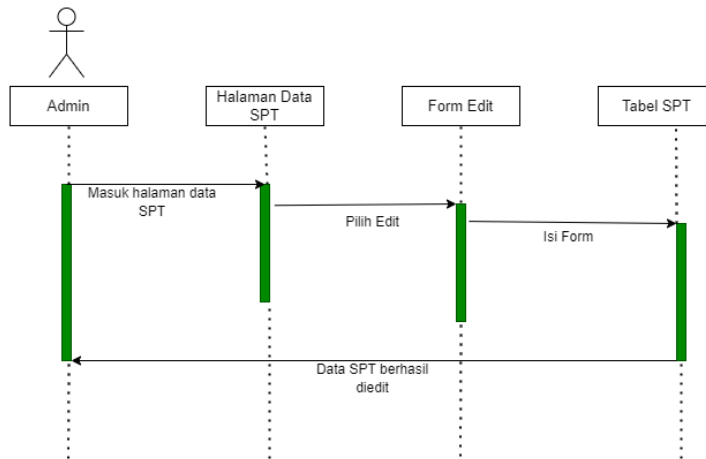 Admin
Halaman Data
SPT
Form Edit
Tabel SPT
Masuk halaman data
SPT
Pilih Edit
Isi Form
Data SPT berhasil
diedit